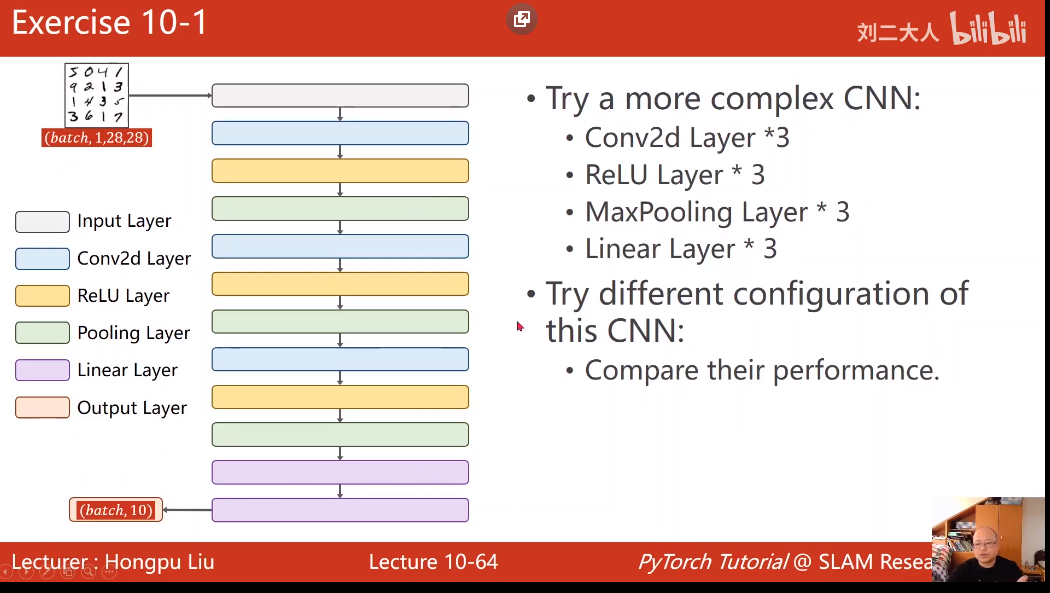 Exercise 10-1
刘二大人 bilibili
5 0 4 1
9 2 1 3
1 4 3 5
3 6 1 7
(batch, 1,28,28)
Input Layer
Conv2d Layer
ReLU Layer
Pooling Layer
Linear Layer
Output Layer
(batch, 10)
• Try a more complex CNN:
• Conv2d Layer *3
• ReLU Layer * 3
• MaxPooling Layer * 3
• Linear Layer * 3
• Try different configuration of
this CNN:
• Compare their performance.
Lecturer : Hongpu Liu
Lecture 10-64
PyTorch Tutorial @ SLAM Resea